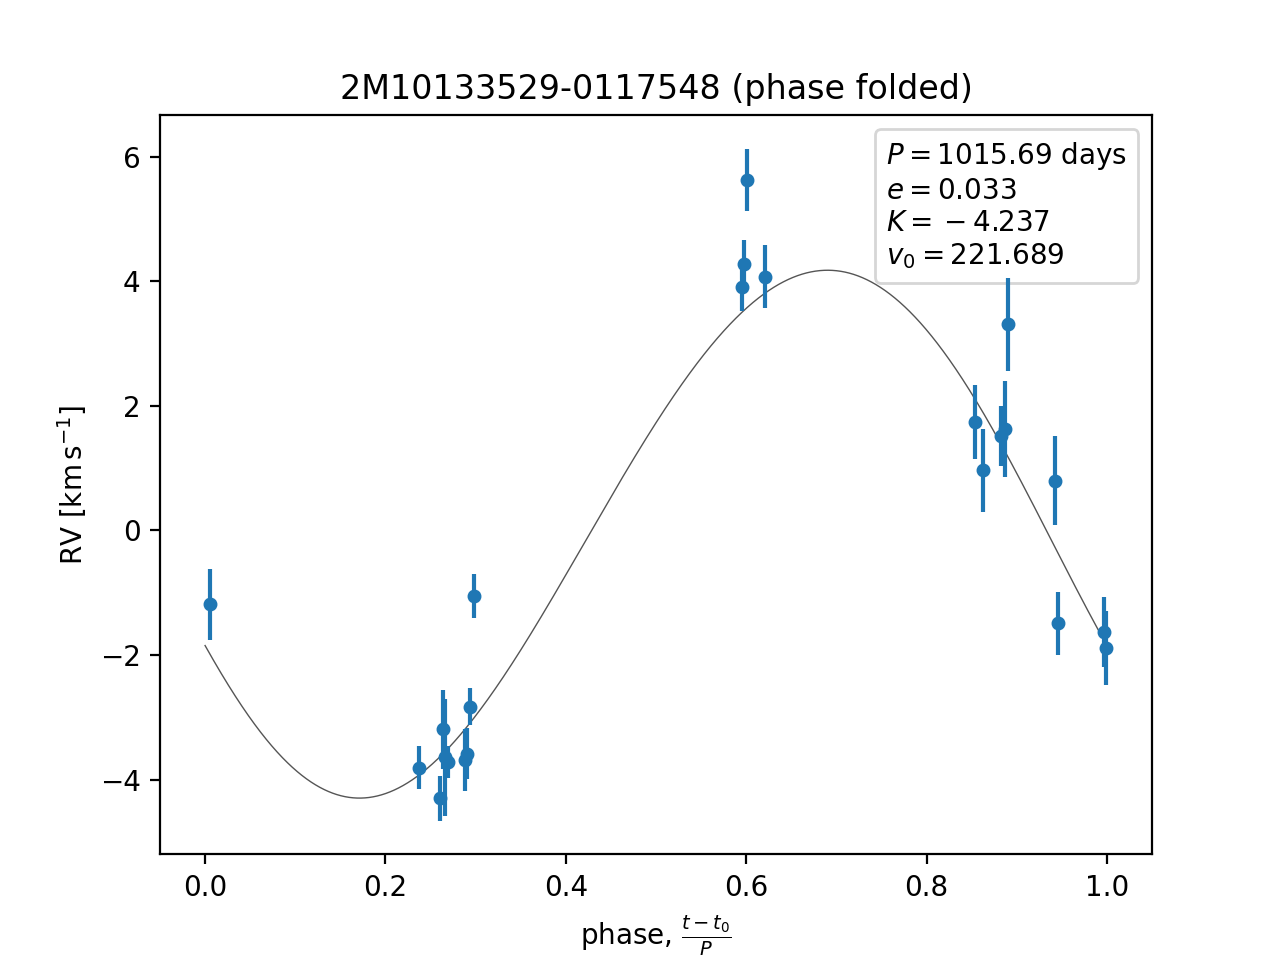 2M10133529-0117548 (phase folded)
P = 1015.69 days
e = 0.033
K = −4.237
v₀ = 221.689
6
4
2
0
−2
−4
RV [km s⁻¹]
0.0 0.2 0.4 0.6 0.8 1.0
phase, (t − t₀)/P